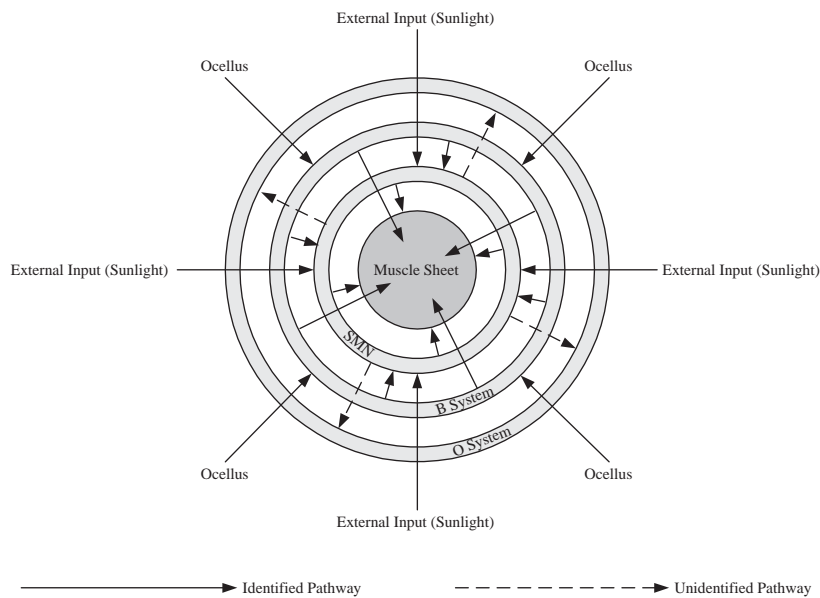 External Input (Sunlight)
Ocellus
Ocellus
External Input (Sunlight)
Muscle Sheet
External Input (Sunlight)
SMN
B System
O System
Ocellus
Ocellus
External Input (Sunlight)
Identified Pathway
Unidentified Pathway